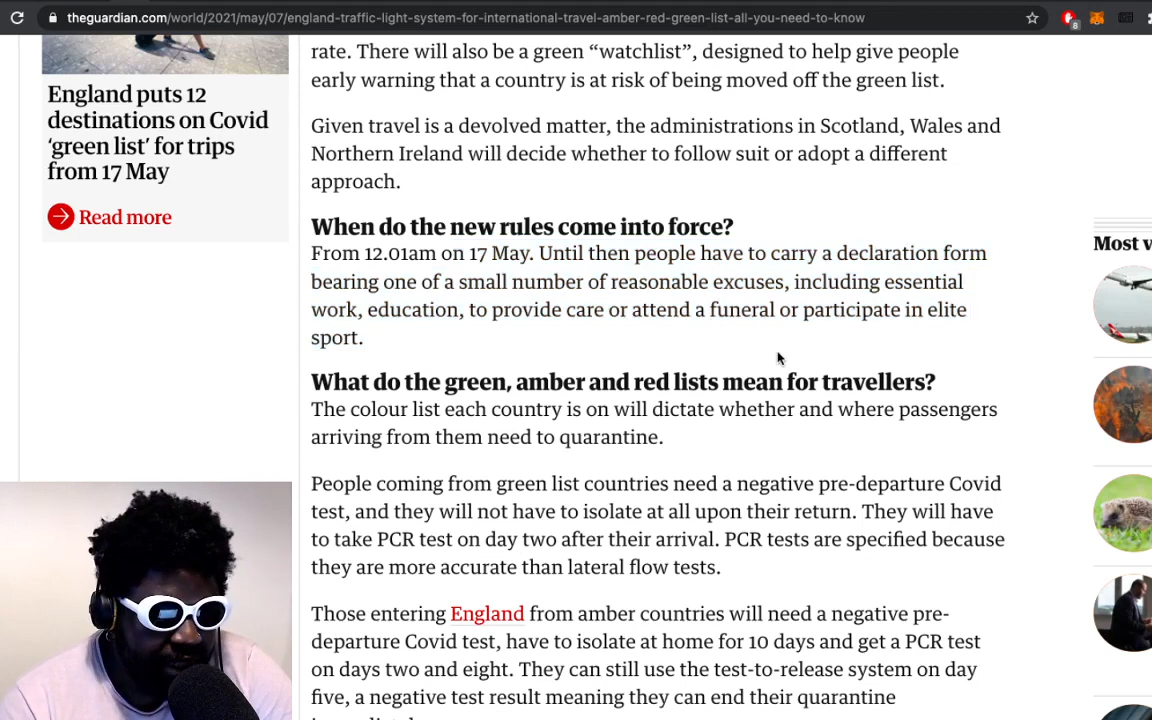 theguardian.com/world/2021/may/07/england-traffic-light-system-for-international-travel-amber-red-green-list-all-you-need-to-know
8
rate. There will also be a green “watchlist”, designed to help give people
early warning that a country is at risk of being moved off the green list.
England puts 12
destinations on Covid
‘green list’ for trips
from 17 May
Read more
Given travel is a devolved matter, the administrations in Scotland, Wales and
Northern Ireland will decide whether to follow suit or adopt a different
approach.
When do the new rules come into force?
From 12.01am on 17 May. Until then people have to carry a declaration form
bearing one of a small number of reasonable excuses, including essential
work, education, to provide care or attend a funeral or participate in elite
sport.
What do the green, amber and red lists mean for travellers?
The colour list each country is on will dictate whether and where passengers
arriving from them need to quarantine.
People coming from green list countries need a negative pre-departure Covid
test, and they will not have to isolate at all upon their return. They will have
to take PCR test on day two after their arrival. PCR tests are specified because
they are more accurate than lateral flow tests.
Those entering England from amber countries will need a negative pre-
departure Covid test, have to isolate at home for 10 days and get a PCR test
on days two and eight. They can still use the test-to-release system on day
five, a negative test result meaning they can end their quarantine
Most v